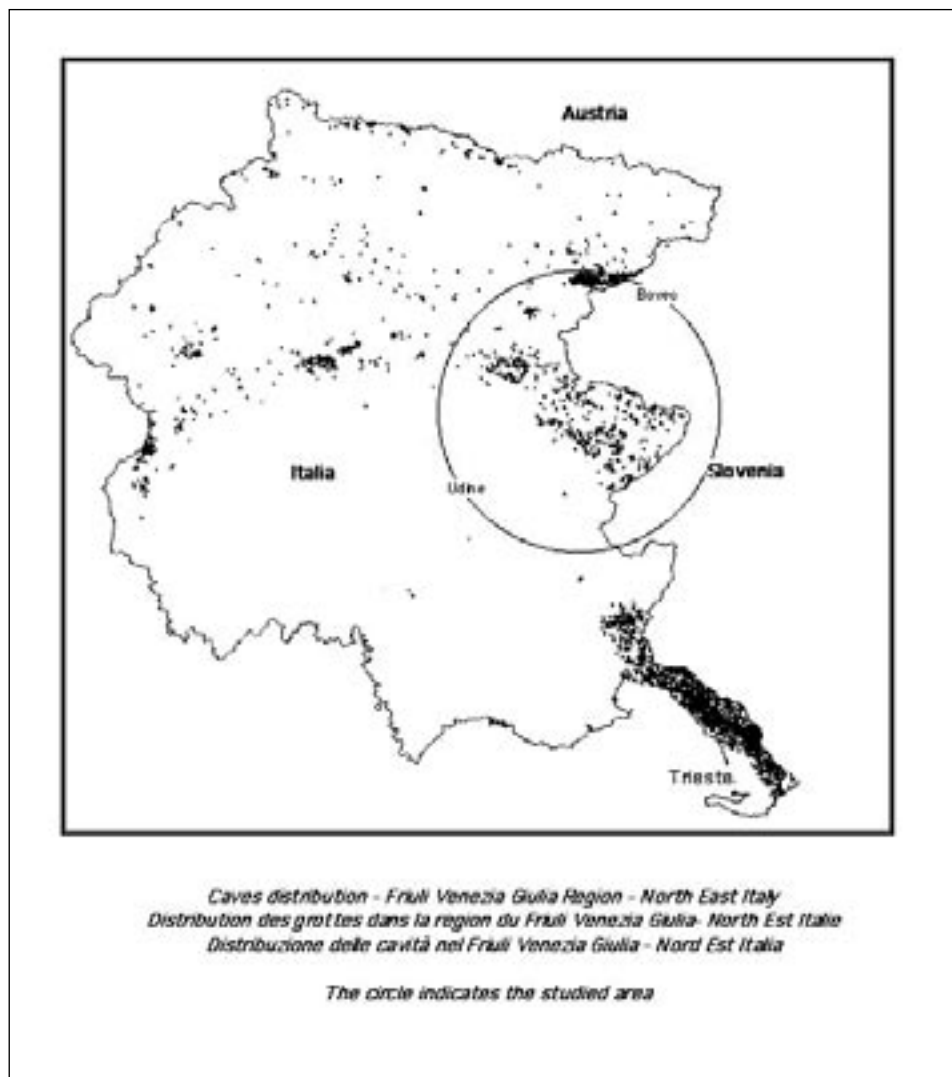 Austria
Bovec
Italia
Slovenia
Udine
Trieste
Caves distribution - Friuli Venezia Giulia Region - North East Italy
Distribution des grottes dans la region du Friuli Venezia Giulia- North Est Italie
Distribuzione delle cavità nel Friuli Venezia Giulia - Nord Est Italia
The circle indicates the studied area